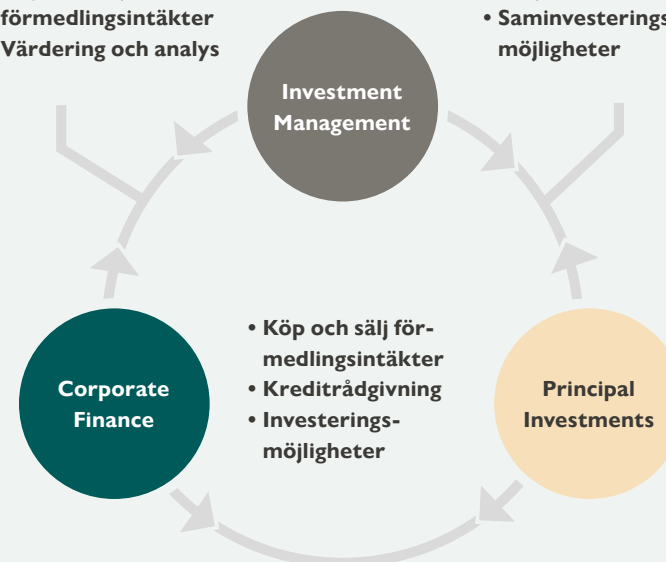 förmedlingsintäkter
Värdering och analys
• Saminvesterings
möjligheter
Investment
Management
• Köp och sälj för-
medlingsintäkter
• Kreditrådgivning
• Investerings-
möjligheter
Corporate
Finance
Principal
Investments